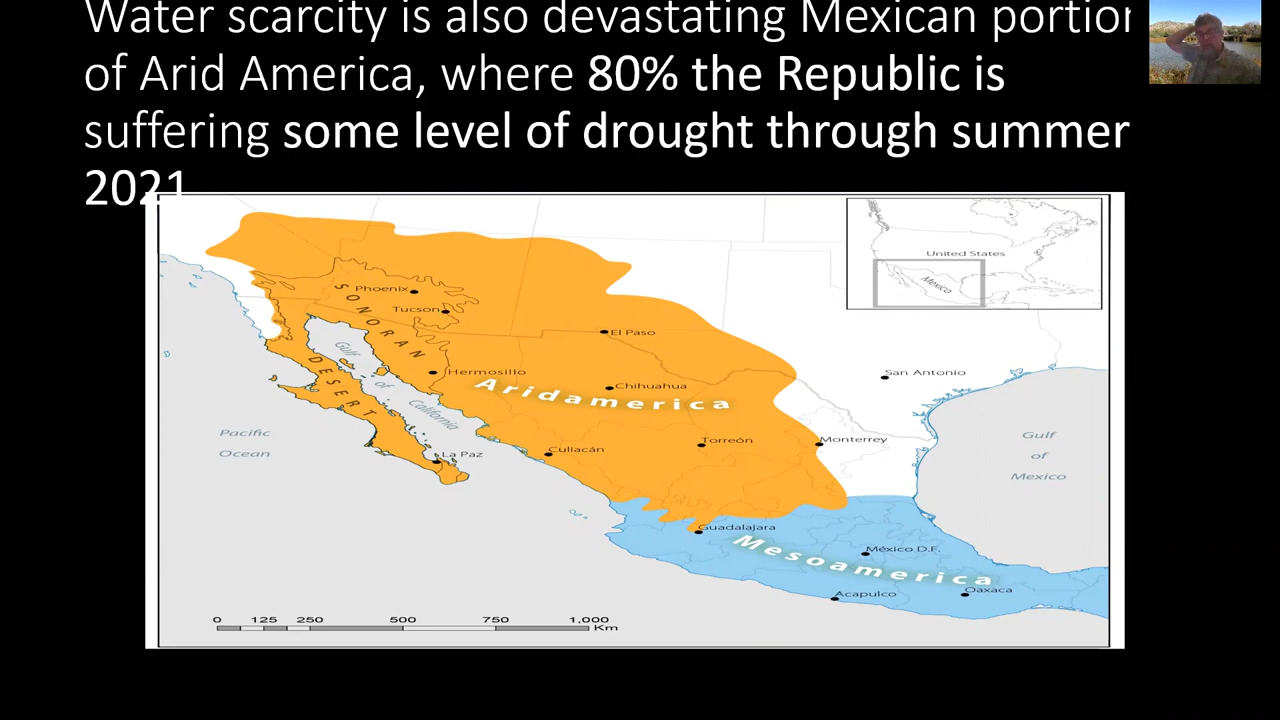 Water scarcity is also devastating Mexican portion
of Arid America, where 80% the Republic is
suffering some level of drought through summer
2021
United States
Mexico
Phoenix
SONORAN
Tucson
El Paso
Gulf
of
California
DESERT
Hermosillo
Chihuahua
San Antonio
Aridamerica
Pacific
Ocean
La Paz
Culiacán
Torreón
Monterrey
Gulf
of
Mexico
Guadalajara
Mesoamerica
México D.F.
Acapulco
Oaxaca
0 125 250 500 750 1,000
Km